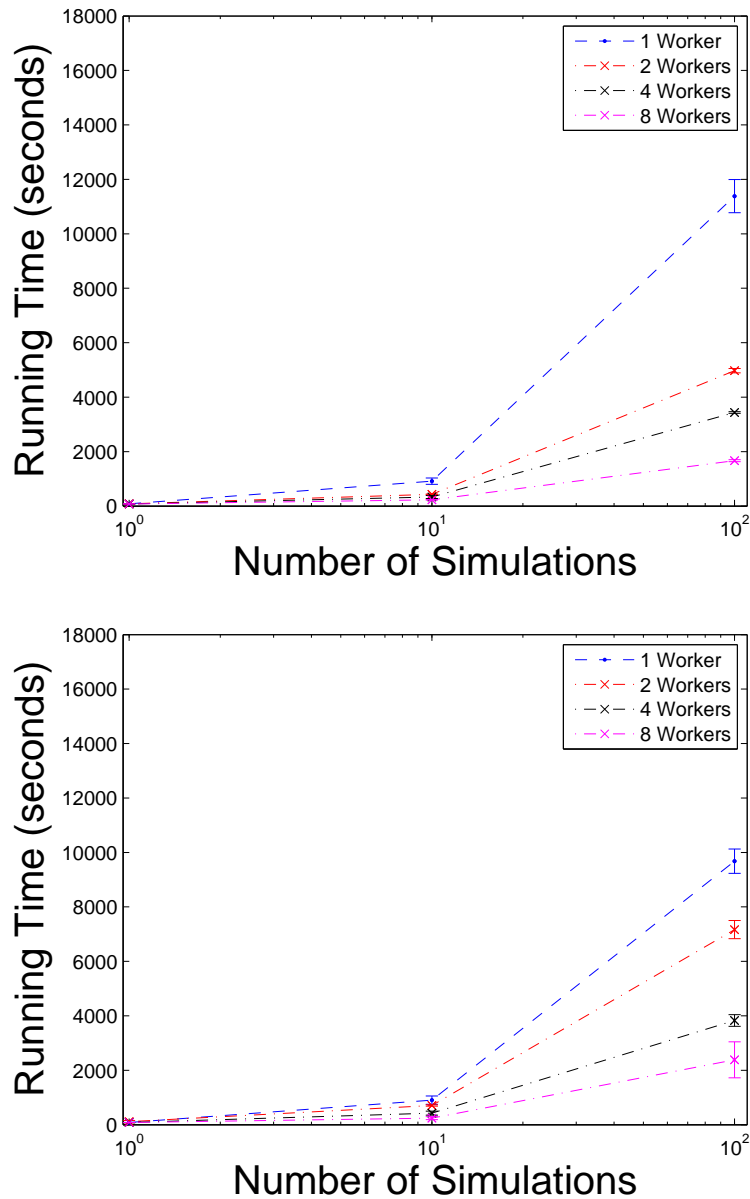 18000
16000
14000
12000
10000
8000
6000
4000
2000
0
Running Time (seconds)
1 Worker
2 Workers
4 Workers
8 Workers
10^0
10^1
10^2
Number of Simulations
18000
16000
14000
12000
10000
8000
6000
4000
2000
0
Running Time (seconds)
1 Worker
2 Workers
4 Workers
8 Workers
10^0
10^1
10^2
Number of Simulations